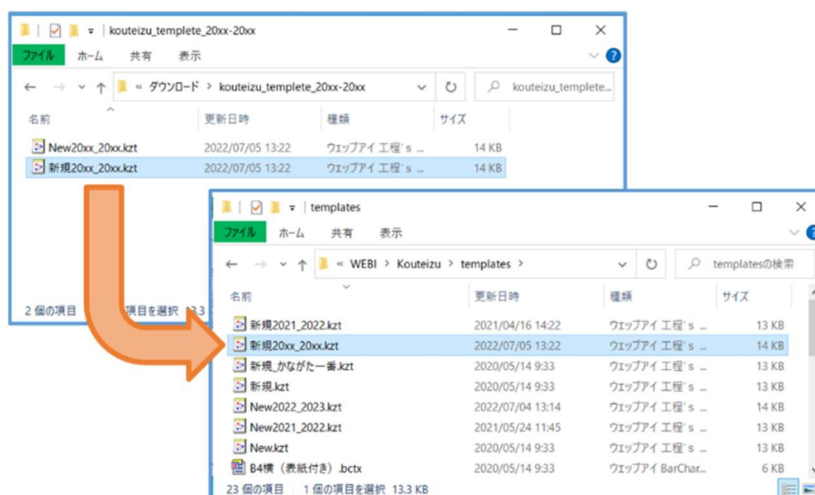 kouteizu_templete_20xx-20xx
ファイル ホーム 共有 表示
« ダウンロード > kouteizu_templete_20xx-20xx kouteizu_templete...
名前 更新日時 種類 サイズ
New20xx_20xx.kzt 2022/07/05 13:22 ウェッブアイ 工程's ... 14 KB
新規20xx_20xx.kzt 2022/07/05 13:22 ウェッブアイ 工程's ... 14 KB
2 個の項目 項目を選択 13.3
templates
ファイル ホーム 共有 表示
« WEBI > Kouteizu > templates > templatesの検索
名前 更新日時 種類 サイズ
新規2021_2022.kzt 2021/04/16 14:22 ウェッブアイ 工程's ... 13 KB
新規20xx_20xx.kzt 2022/07/05 13:22 ウェッブアイ 工程's ... 14 KB
新規_かながた一番.kzt 2020/05/14 9:33 ウェッブアイ 工程's ... 13 KB
新規.kzt 2020/05/14 9:33 ウェッブアイ 工程's ... 13 KB
New2022_2023.kzt 2022/07/04 13:14 ウェッブアイ 工程's ... 14 KB
New2021_2022.kzt 2021/05/24 11:45 ウェッブアイ 工程's ... 13 KB
New.kzt 2020/05/14 9:33 ウェッブアイ 工程's ... 13 KB
B4横（表紙付き）.bctx 2020/05/14 9:33 ウェッブアイ BarChar... 6 KB
23 個の項目 1 個の項目を選択 13.3 KB